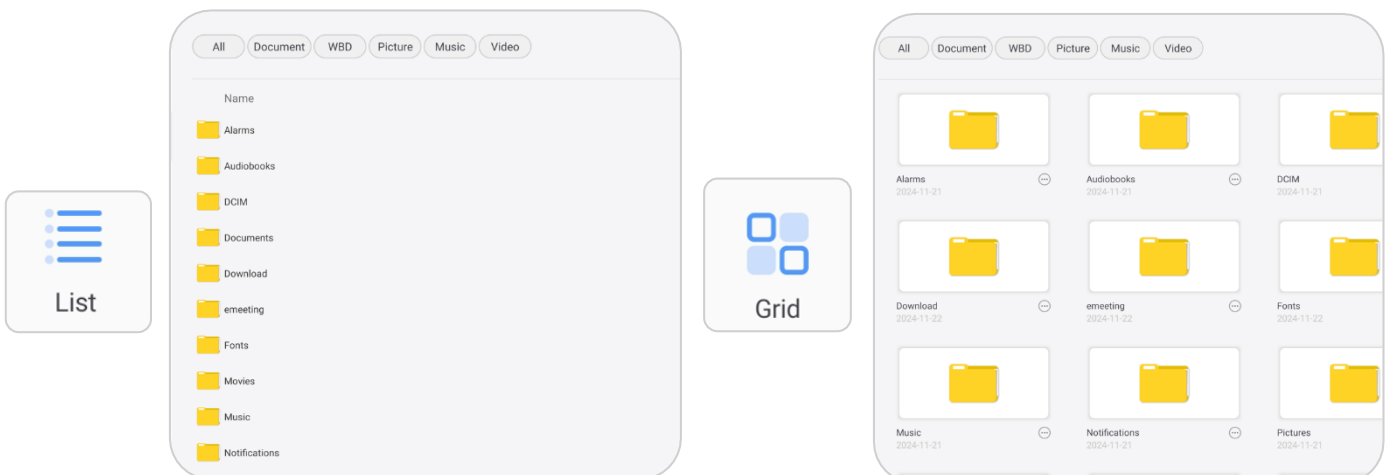 All Document WBD Picture Music Video
Name
Alarms
Audiobooks
DCIM
Documents
Download
emeeting
Fonts
Movies
Music
Notifications
List
All Document WBD Picture Music Video
Alarms Audiobooks DCIM
2024-11-21 2024-11-21 2024-11-21
Download emeeting Fonts
2024-11-22 2024-11-22 2024-11-22
Music Notifications Pictures
2024-11-21 2024-11-21 2024-11-21
Grid